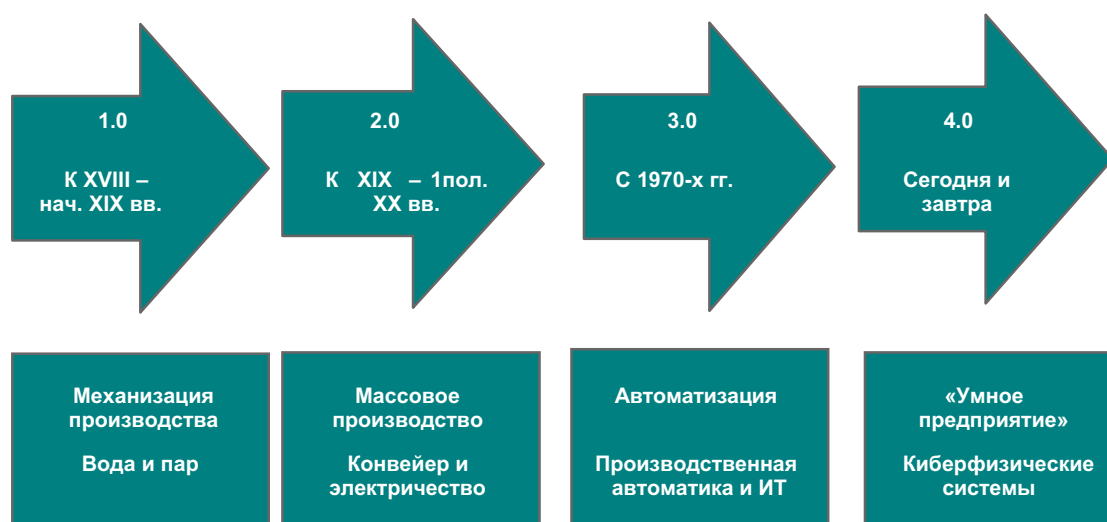 1.0
К XVIII –
нач. XIX вв.
2.0
К XIX – 1пол.
XX вв.
3.0
С 1970-х гг.
4.0
Сегодня и
завтра
Механизация
производства
Вода и пар
Массовое
производство
Конвейер и
электричество
Автоматизация
Производственная
автоматика и ИТ
«Умное
предприятие»
Киберфизические
системы